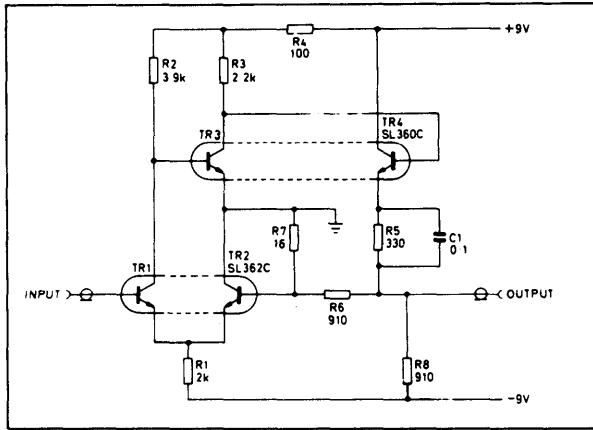 R4
100
+9V
R2
3 9k
R3
2 2k
TR3
TR4
SL360C
R7
16
R5
330
C1
0 1
TR1
TR2
SL362C
INPUT
R6
910
OUTPUT
R1
2k
R8
910
-9V